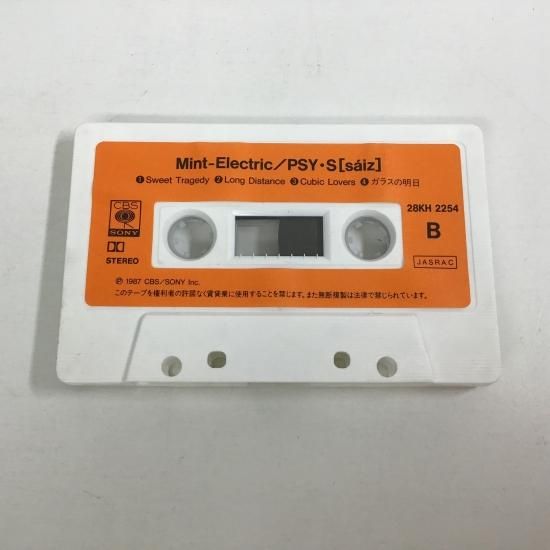 Mint-Electric/PSY・S[sáiz]
❶Sweet Tragedy ❷Long Distance ❸Cubic Lovers ❹ガラスの明日
CBS
SONY
STEREO
28KH 2254
B
JASRAC
Ⓟ 1987 CBS/SONY Inc.
このテープを権利者の許諾なく賃貸業に使用することを禁じます。また無断複製は法律で禁じられています。